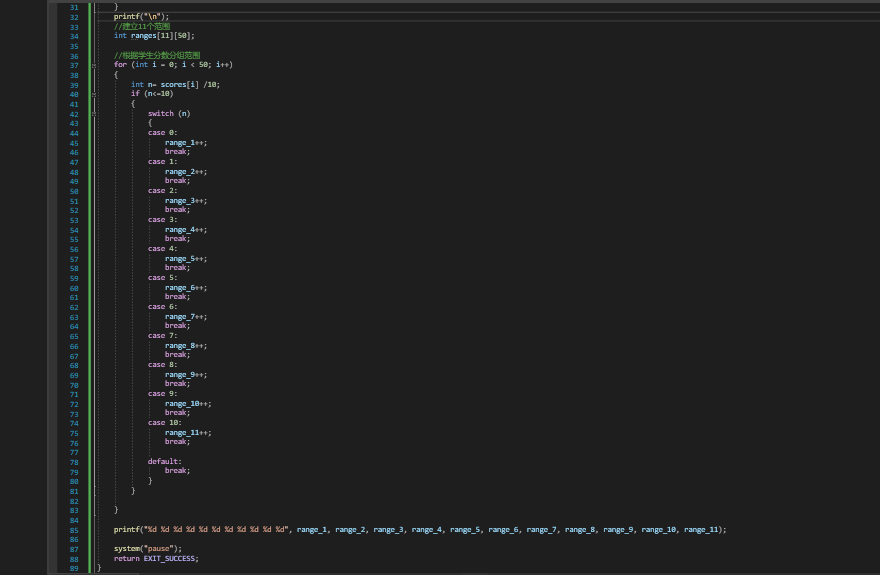 31 }
32 printf("\n");
33 //建立11个范围
34 int ranges[11][50];
35
36 //根据学生分数分组范围
37 for (int i = 0; i < 50; i++)
38 {
39 int n= scores[i] /10;
40 if (n<=10)
41 {
42 switch (n)
43 {
44 case 0:
45 range_1++;
46 break;
47 case 1:
48 range_2++;
49 break;
50 case 2:
51 range_3++;
52 break;
53 case 3:
54 range_4++;
55 break;
56 case 4:
57 range_5++;
58 break;
59 case 5:
60 range_6++;
61 break;
62 case 6:
63 range_7++;
64 break;
65 case 7:
66 range_8++;
67 break;
68 case 8:
69 range_9++;
70 break;
71 case 9:
72 range_10++;
73 break;
74 case 10:
75 range_11++;
76 break;
77
78 default:
79 break;
80 }
81 }
82
83 }
84
85 printf("%d %d %d %d %d %d %d %d %d %d %d", range_1, range_2, range_3, range_4, range_5, range_6, range_7, range_8, range_9, range_10, range_11);
86
87 system("pause");
88 return EXIT_SUCCESS;
89 }